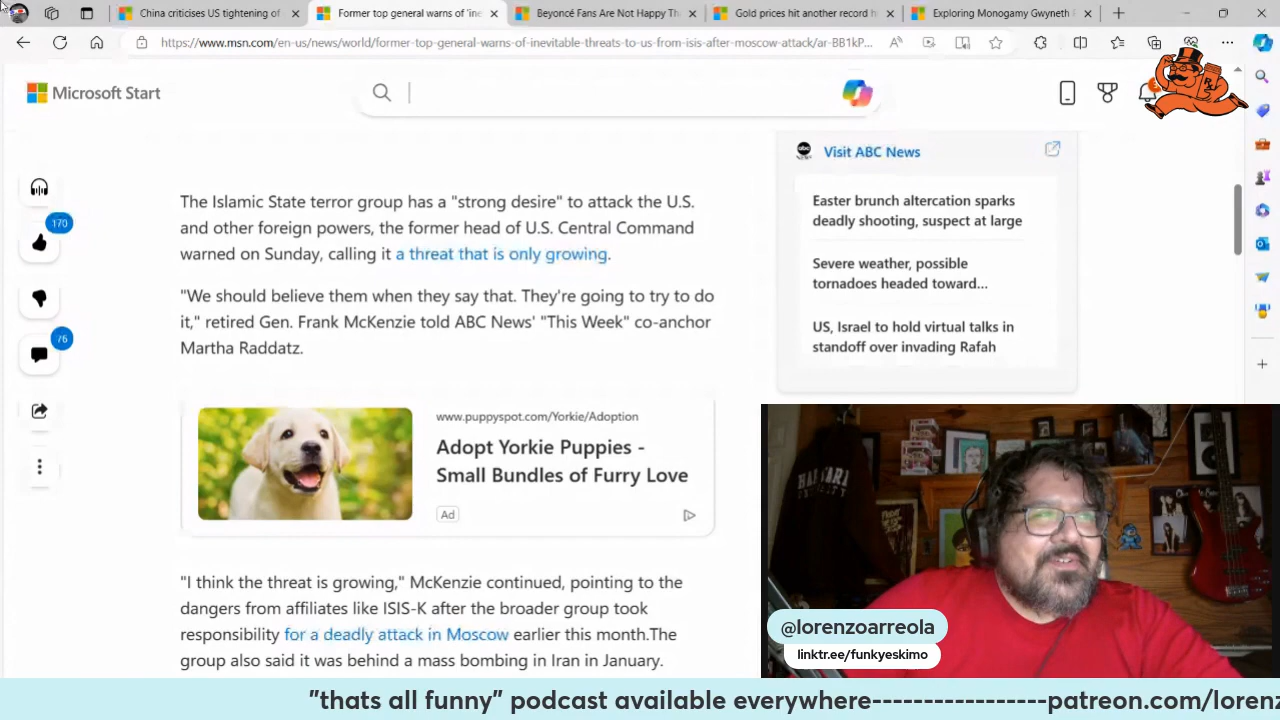 China criticises US tightening of
Former top general warns of 'ine
Beyoncé Fans Are Not Happy Th
Gold prices hit another record h
Exploring Monogamy Gwyneth F
https://www.msn.com/en-us/news/world/former-top-general-warns-of-inevitable-threats-to-us-from-isis-after-moscow-attack/ar-BB1kP...
Microsoft Start
Visit ABC News
Easter brunch altercation sparks
deadly shooting, suspect at large
Severe weather, possible
tornadoes headed toward...
US, Israel to hold virtual talks in
standoff over invading Rafah
170
76
The Islamic State terror group has a "strong desire" to attack the U.S.
and other foreign powers, the former head of U.S. Central Command
warned on Sunday, calling it a threat that is only growing.
"We should believe them when they say that. They're going to try to do
it," retired Gen. Frank McKenzie told ABC News' "This Week" co-anchor
Martha Raddatz.
www.puppyspot.com/Yorkie/Adoption
Adopt Yorkie Puppies -
Small Bundles of Furry Love
Ad
"I think the threat is growing," McKenzie continued, pointing to the
dangers from affiliates like ISIS-K after the broader group took
responsibility for a deadly attack in Moscow earlier this month.The
group also said it was behind a mass bombing in Iran in January.
@lorenzoarreola
linktr.ee/funkyeskimo
"thats all funny" podcast available everywhere-----------------patreon.com/lorenz